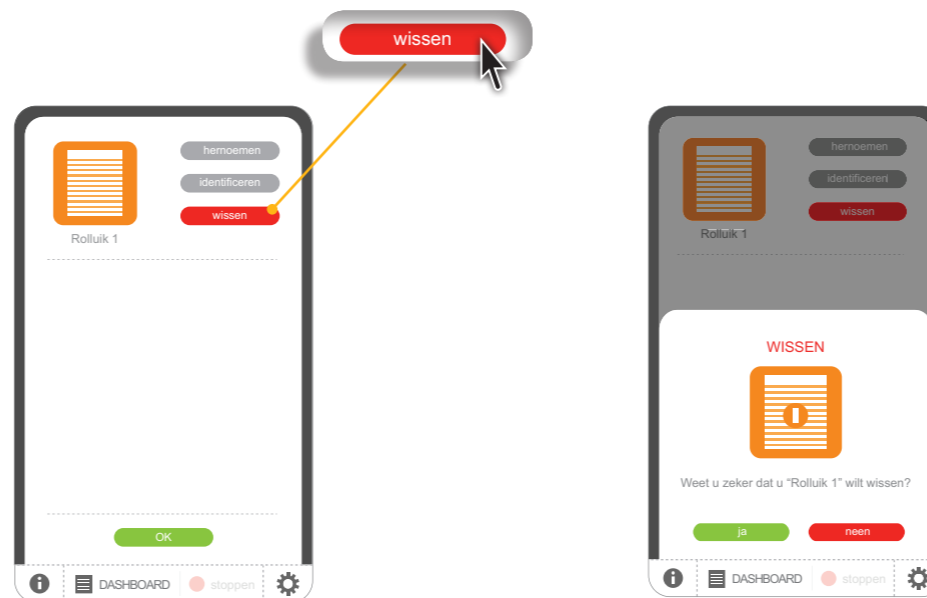 wissen
hernoemen
identificeren
wissen
Rolluik 1
OK
DASHBOARD
stoppen
hernoemen
identificeren
wissen
Rolluik 1
WISSEN
Weet u zeker dat u “Rolluik 1” wilt wissen?
ja
neen
DASHBOARD
stoppen